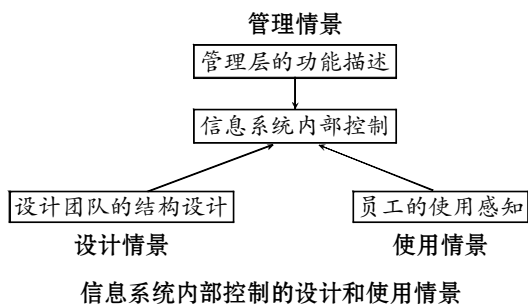 管理情景
管理层的功能描述
信息系统内部控制
设计团队的结构设计
员工的使用感知
设计情景
使用情景
信息系统内部控制的设计和使用情景